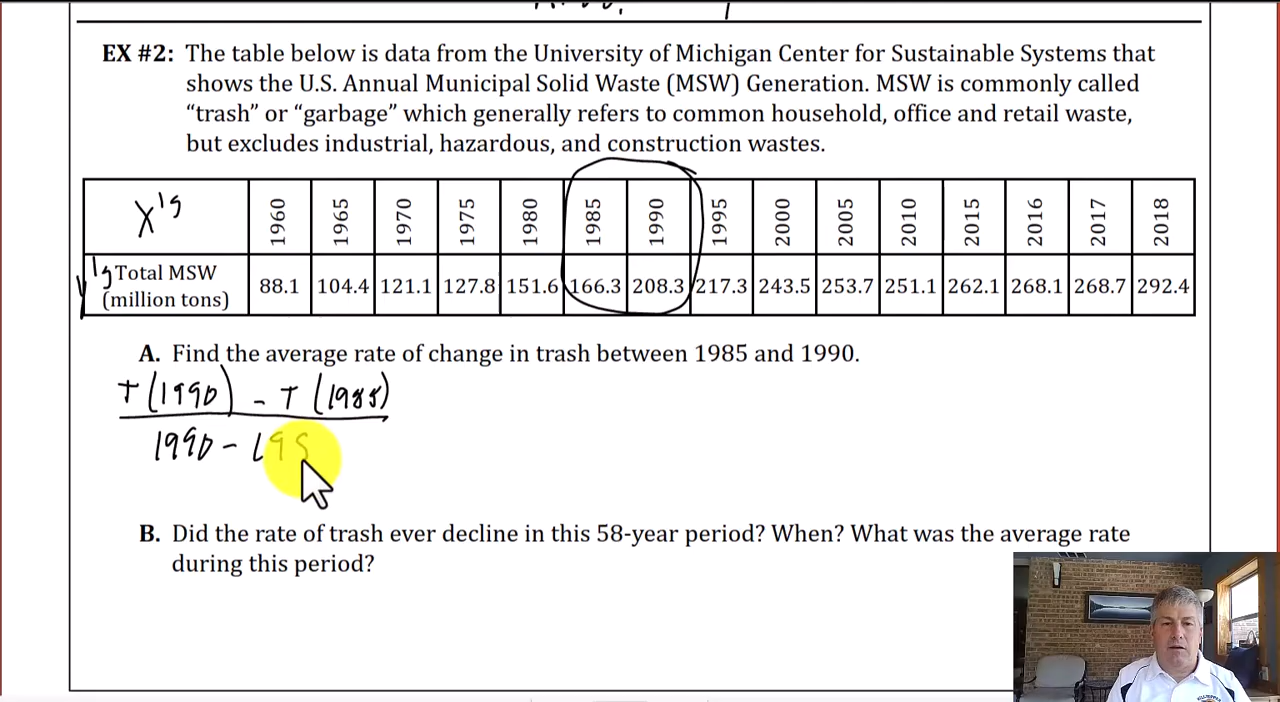 EX #2: The table below is data from the University of Michigan Center for Sustainable Systems that
shows the U.S. Annual Municipal Solid Waste (MSW) Generation. MSW is commonly called
“trash” or “garbage” which generally refers to common household, office and retail waste,
but excludes industrial, hazardous, and construction wastes.
X's 1960 1965 1970 1975 1980 1985 1990 1995 2000 2005 2010 2015 2016 2017 2018
y's Total MSW
(million tons) 88.1 104.4 121.1 127.8 151.6 166.3 208.3 217.3 243.5 253.7 251.1 262.1 268.1 268.7 292.4
A. Find the average rate of change in trash between 1985 and 1990.
T(1990) - T(1985)
1990 - 198
B. Did the rate of trash ever decline in this 58-year period? When? What was the average rate
during this period?